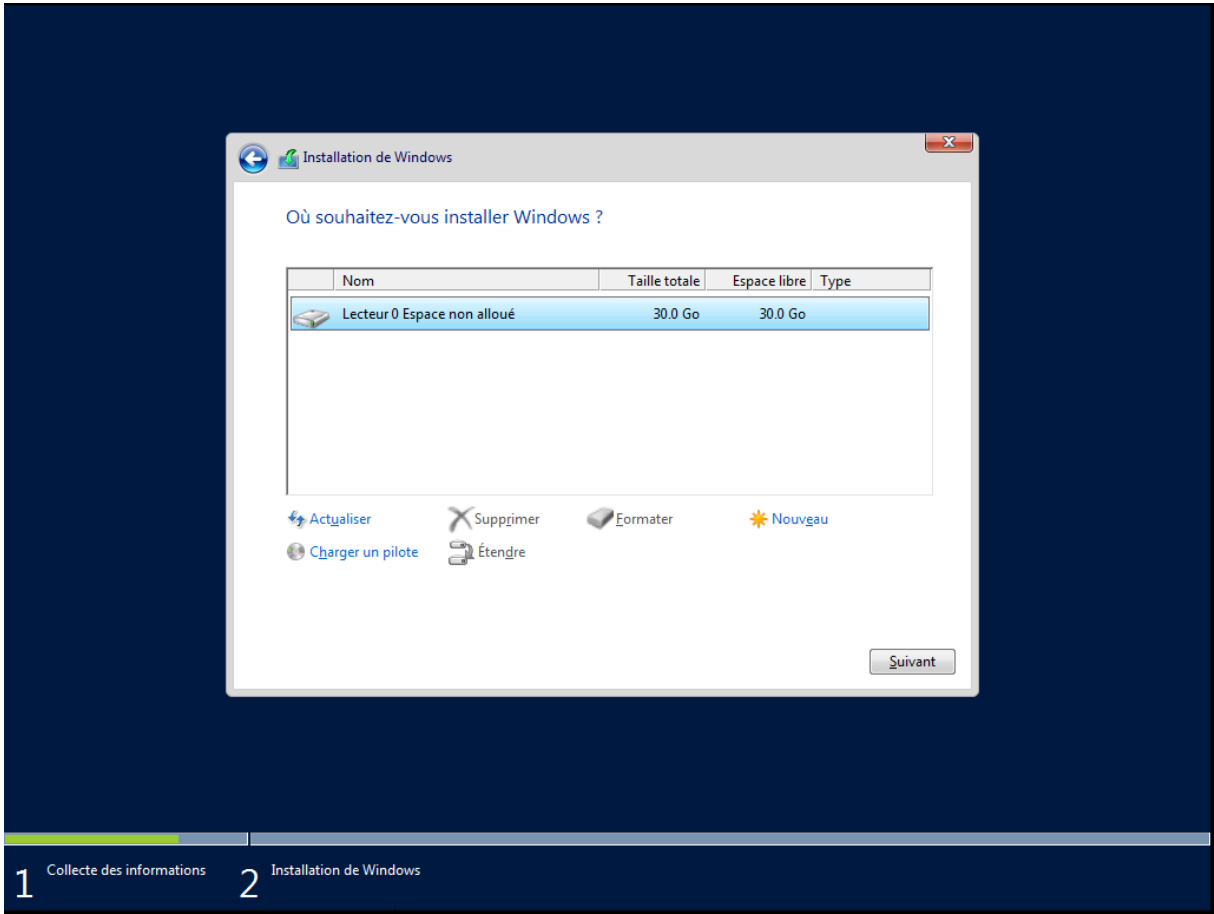 Installation de Windows
Où souhaitez-vous installer Windows ?
Nom Taille totale Espace libre Type
Lecteur 0 Espace non alloué 30.0 Go 30.0 Go
Actualiser Supprimer Formater Nouveau
Charger un pilote Étendre
Suivant
1 Collecte des informations 2 Installation de Windows